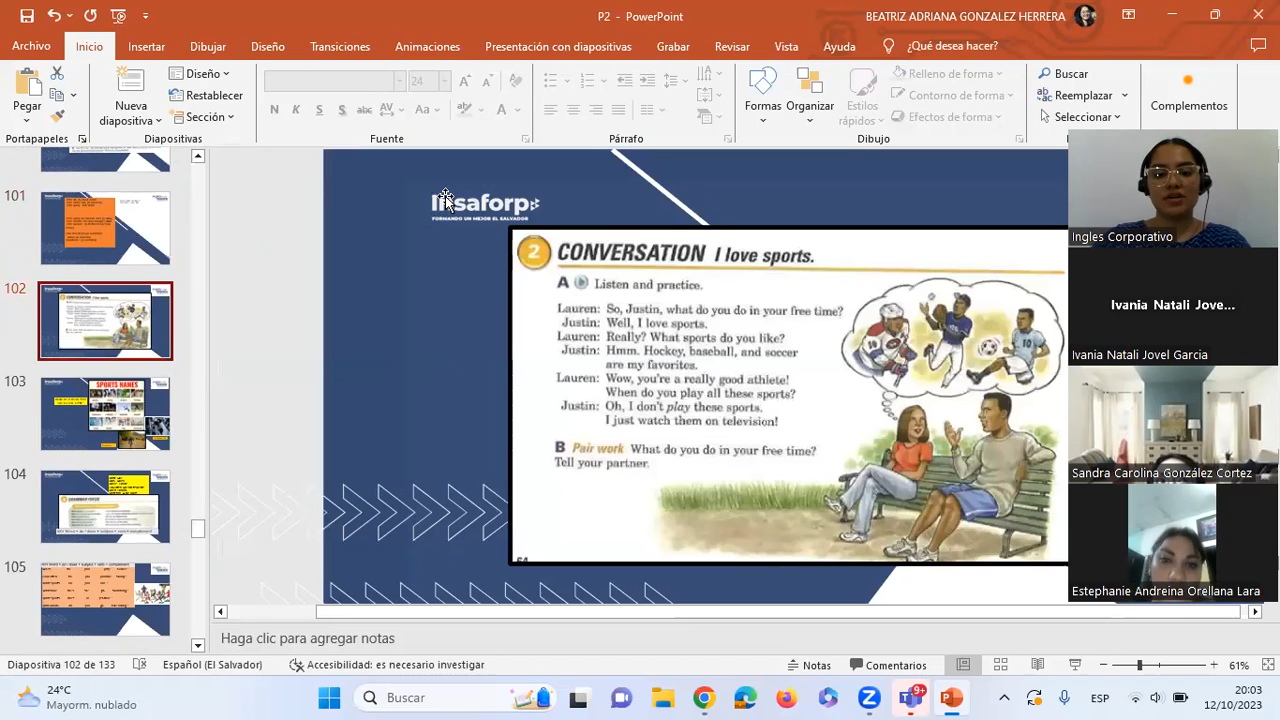 P2 - PowerPoint
BEATRIZ ADRIANA GONZALEZ HERRERA
Archivo Inicio Insertar Dibujar Diseño Transiciones Animaciones Presentación con diapositivas Grabar Revisar Vista Ayuda ¿Qué desea hacer?
Pegar
Nueva diapositiva
Diseño
Restablecer
Sección
24
N K S S abc AV Aa A
Formas
Organizar
Estilos rápidos
Relleno de forma
Contorno de forma
Efectos de forma
Buscar
Reemplazar
Seleccionar
Complementos
Portapapeles Diapositivas Fuente Párrafo Dibujo
101
102
103
SPORTS NAMES
104
105
Insaforp
FORMANDO UN MEJOR EL SALVADOR
2 CONVERSATION I love sports.
A Listen and practice.
Lauren: So, Justin, what do you do in your free time?
Justin: Well, I love sports.
Lauren: Really? What sports do you like?
Justin: Hmm. Hockey, baseball, and soccer
are my favorites.
Lauren: Wow, you're a really good athlete!
When do you play all these sports?
Justin: Oh, I don't play these sports.
I just watch them on television!
B Pair work What do you do in your free time?
Tell your partner.
10
10
Ingles Corporativo
Ivania Natali Jove...
Ivania Natali Jovel Garcia
Sandra Carolina González Cortez
Estephanie Andreina Orellana Lara
Haga clic para agregar notas
Diapositiva 102 de 133 Español (El Salvador) Accesibilidad: es necesario investigar Notas Comentarios 61%
24°C
Mayorm. nublado
Buscar
9+
ESP
20:03
12/10/2023